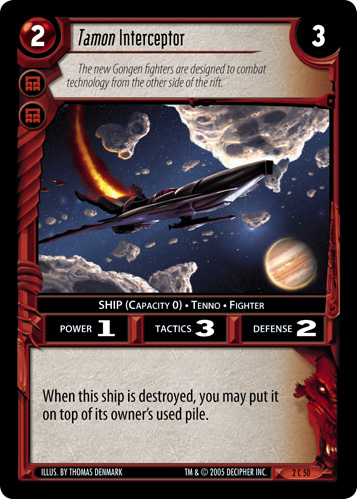 2 Tamon Interceptor 3
The new Gongen fighters are designed to combat
technology from the other side of the rift.
SHIP (CAPACITY 0) • TENNO • FIGHTER
POWER 1 TACTICS 3 DEFENSE 2
When this ship is destroyed, you may put it
on top of its owner's used pile.
ILLUS. BY THOMAS DENMARK TM & © 2005 DECIPHER INC. 2 C 50